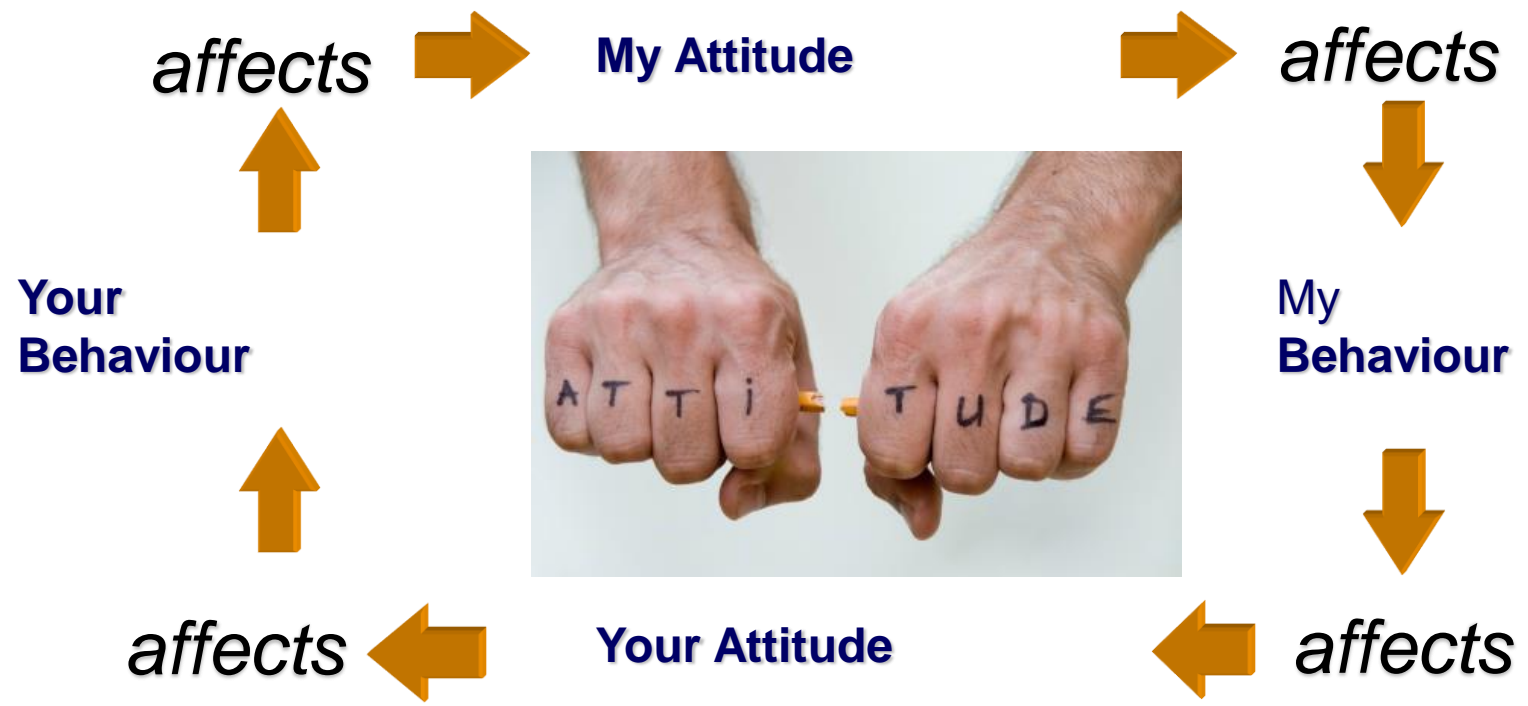 affects
My Attitude
affects
Your
Behaviour
My
Behaviour
ATTi TUDE
affects
Your Attitude
affects